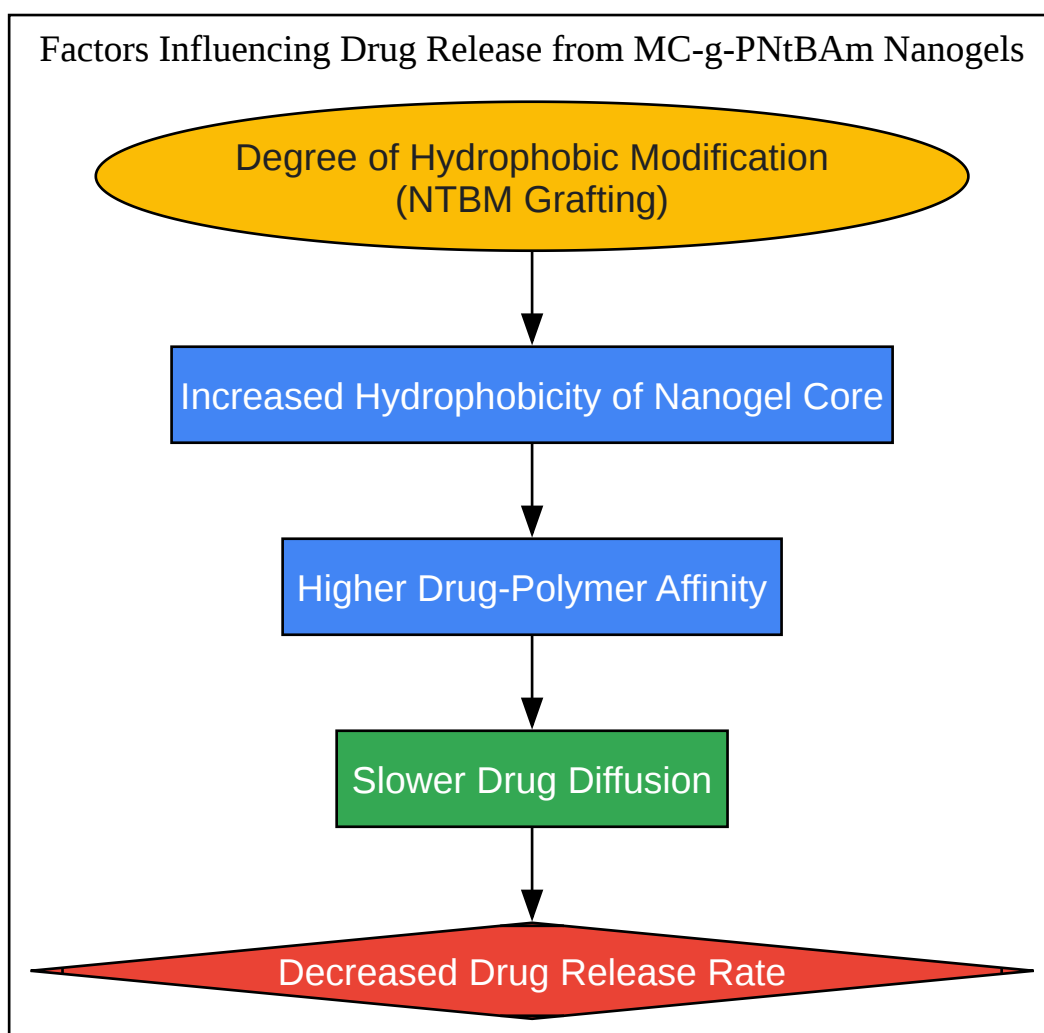 Factors Influencing Drug Release from MC-g-PNtBAm Nanogels
Degree of Hydrophobic Modification
(NTBM Grafting)
Increased Hydrophobicity of Nanogel Core
Higher Drug-Polymer Affinity
Slower Drug Diffusion
Decreased Drug Release Rate